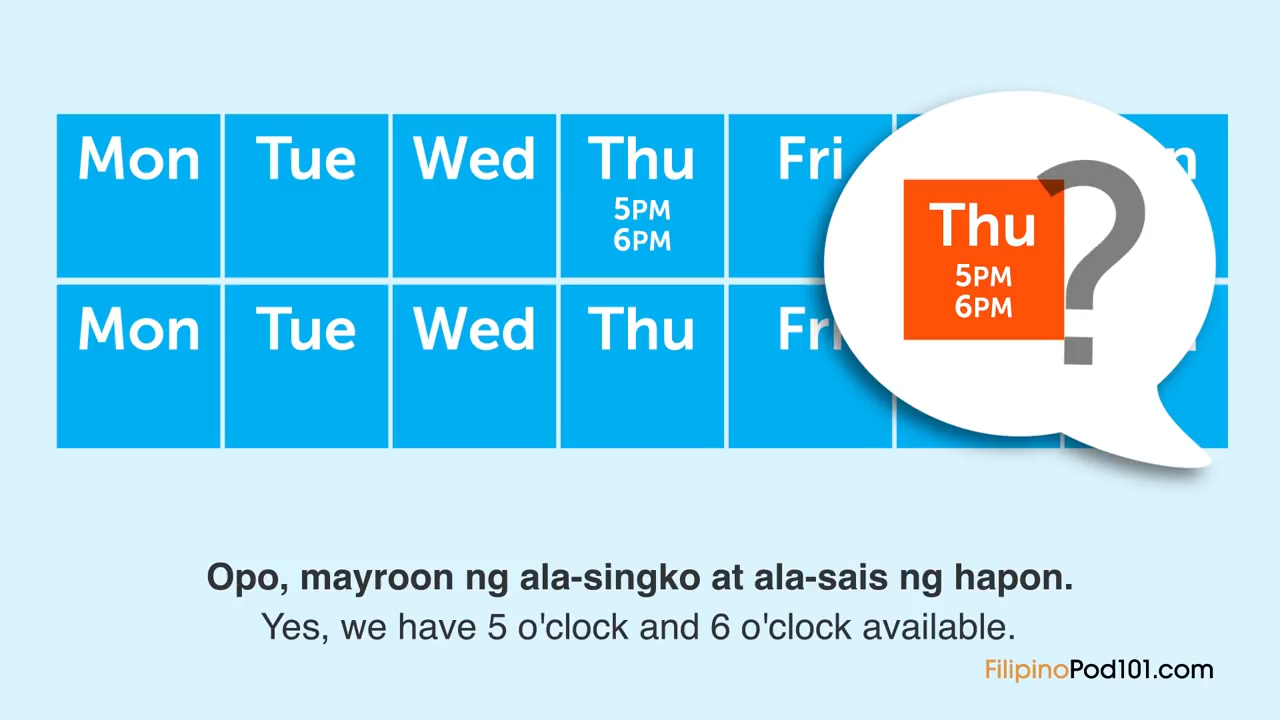 Mon Tue Wed Thu Fri
5PM
6PM
Thu
5PM
6PM
Mon Tue Wed Thu
Opo, mayroon ng ala-singko at ala-sais ng hapon.
Yes, we have 5 o'clock and 6 o'clock available.
FilipinoPod101.com